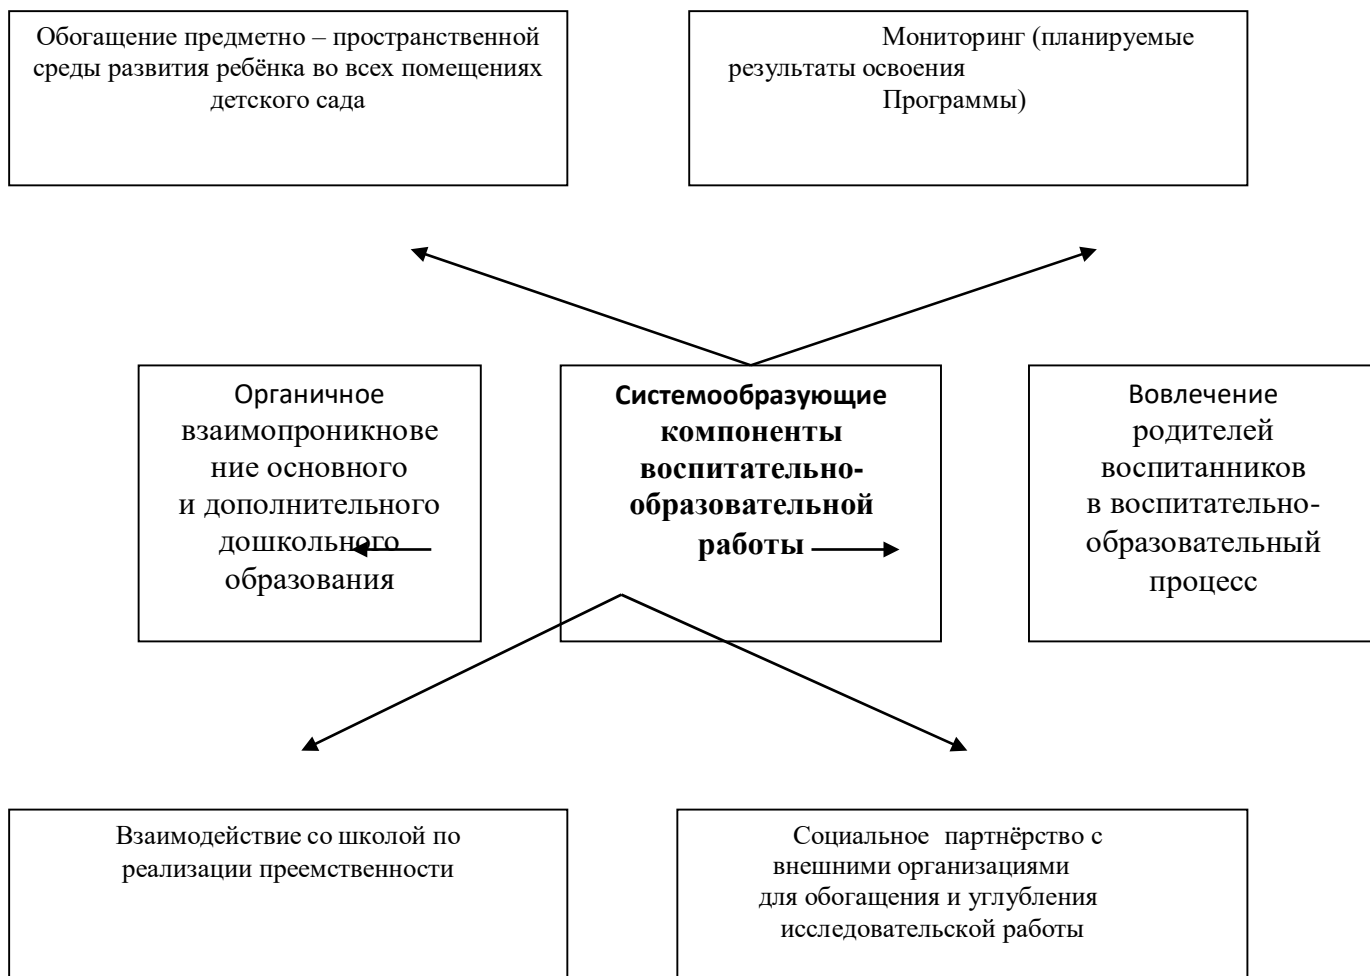 Обогащение предметно – пространственной
среды развития ребёнка во всех помещениях
детского сада
Мониторинг (планируемые
результаты освоения
Программы)
Органичное
взаимопроникнове
ние основного
и дополнительного
дошкольного
образования
Системообразующие
компоненты
воспитательно-
образовательной
работы
Вовлечение
родителей
воспитанников
в воспитательно-
образовательный
процесс
Взаимодействие со школой по
реализации преемственности
Социальное партнёрство с
внешними организациями
для обогащения и углубления
исследовательской работы